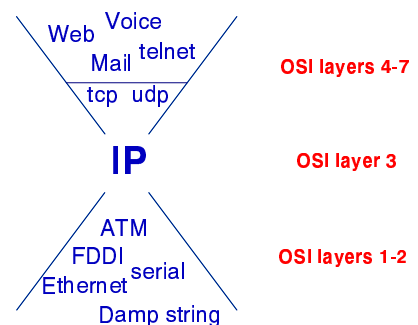 Voice
Web
telnet
Mail
OSI layers 4-7
tcp udp
IP
OSI layer 3
ATM
FDDI
serial
OSI layers 1-2
Ethernet
Damp string